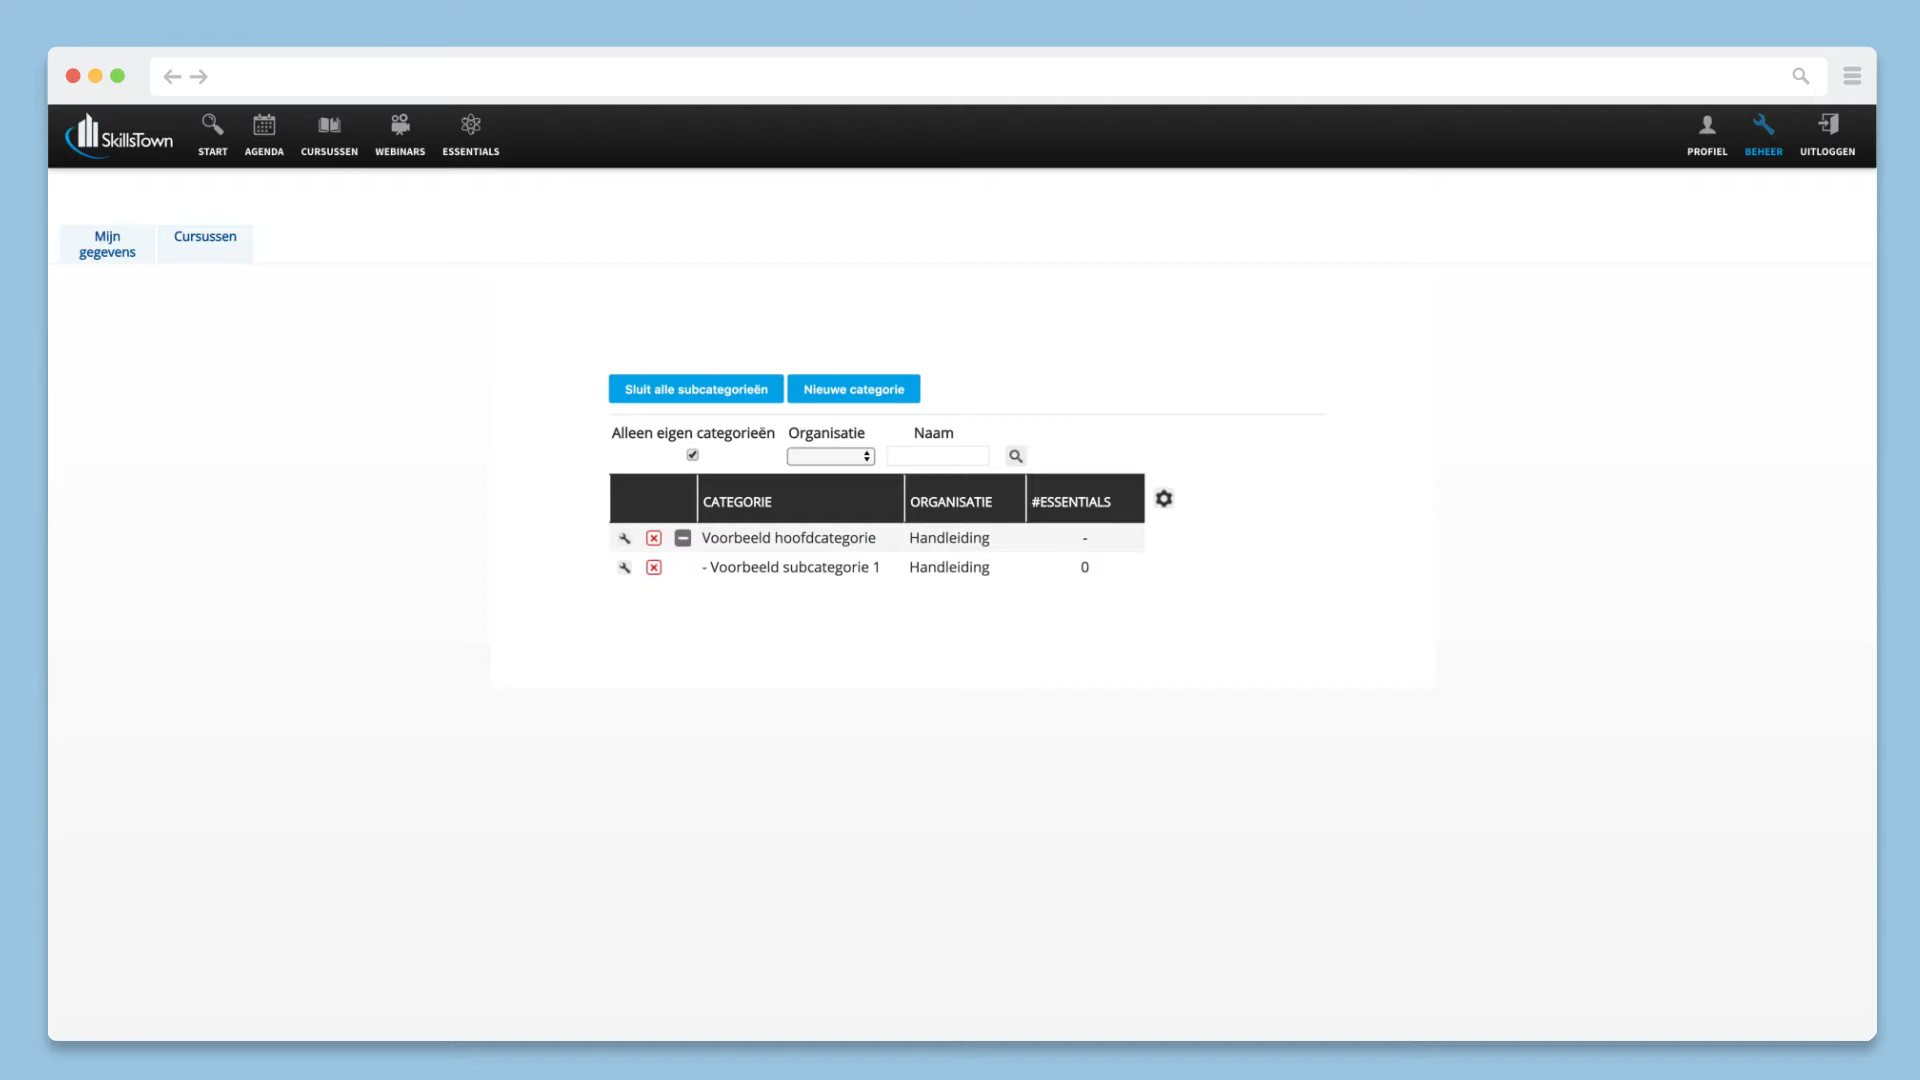 SkillsTown
START AGENDA CURSUSSEN WEBINARS ESSENTIALS
PROFIEL BEHEER UITLOGGEN
Mijn gegevens
Cursussen
Sluit alle subcategorieën Nieuwe categorie
Alleen eigen categorieën Organisatie Naam
CATEGORIE ORGANISATIE #ESSENTIALS
Voorbeeld hoofdcategorie Handleiding -
- Voorbeeld subcategorie 1 Handleiding 0